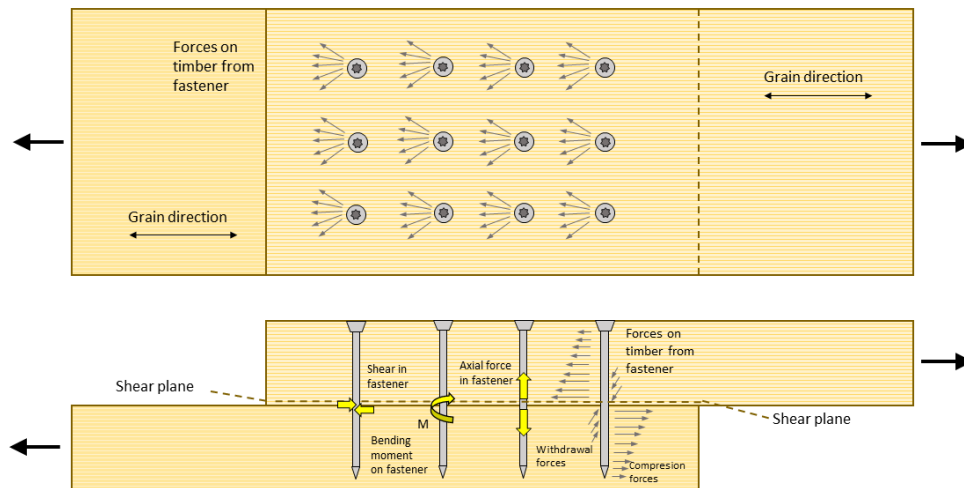 Forces on
timber from
fastener
Grain direction
Grain direction
Shear plane
Shear in
fastener
M
Bending
moment
on fastener
Axial force
in fastener
Withdrawal
forces
Forces on
timber from
fastener
Compresion
forces
Shear plane